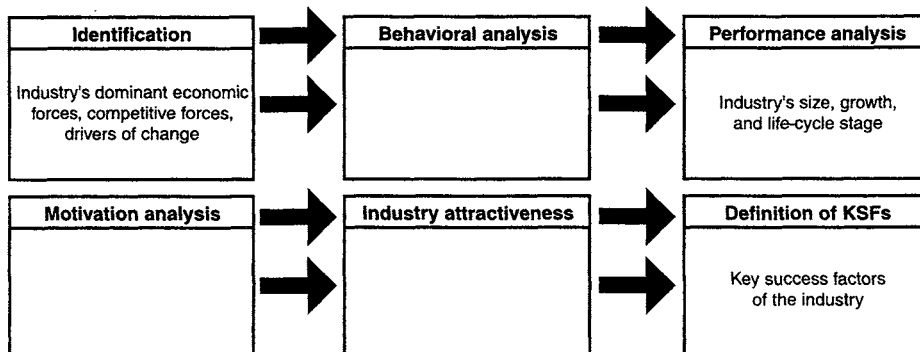 Identification
Behavioral analysis
Performance analysis
Industry's dominant economic
forces, competitive forces,
drivers of change
Industry's size, growth,
and life-cycle stage
Motivation analysis
Industry attractiveness
Definition of KSFs
Key success factors
of the industry